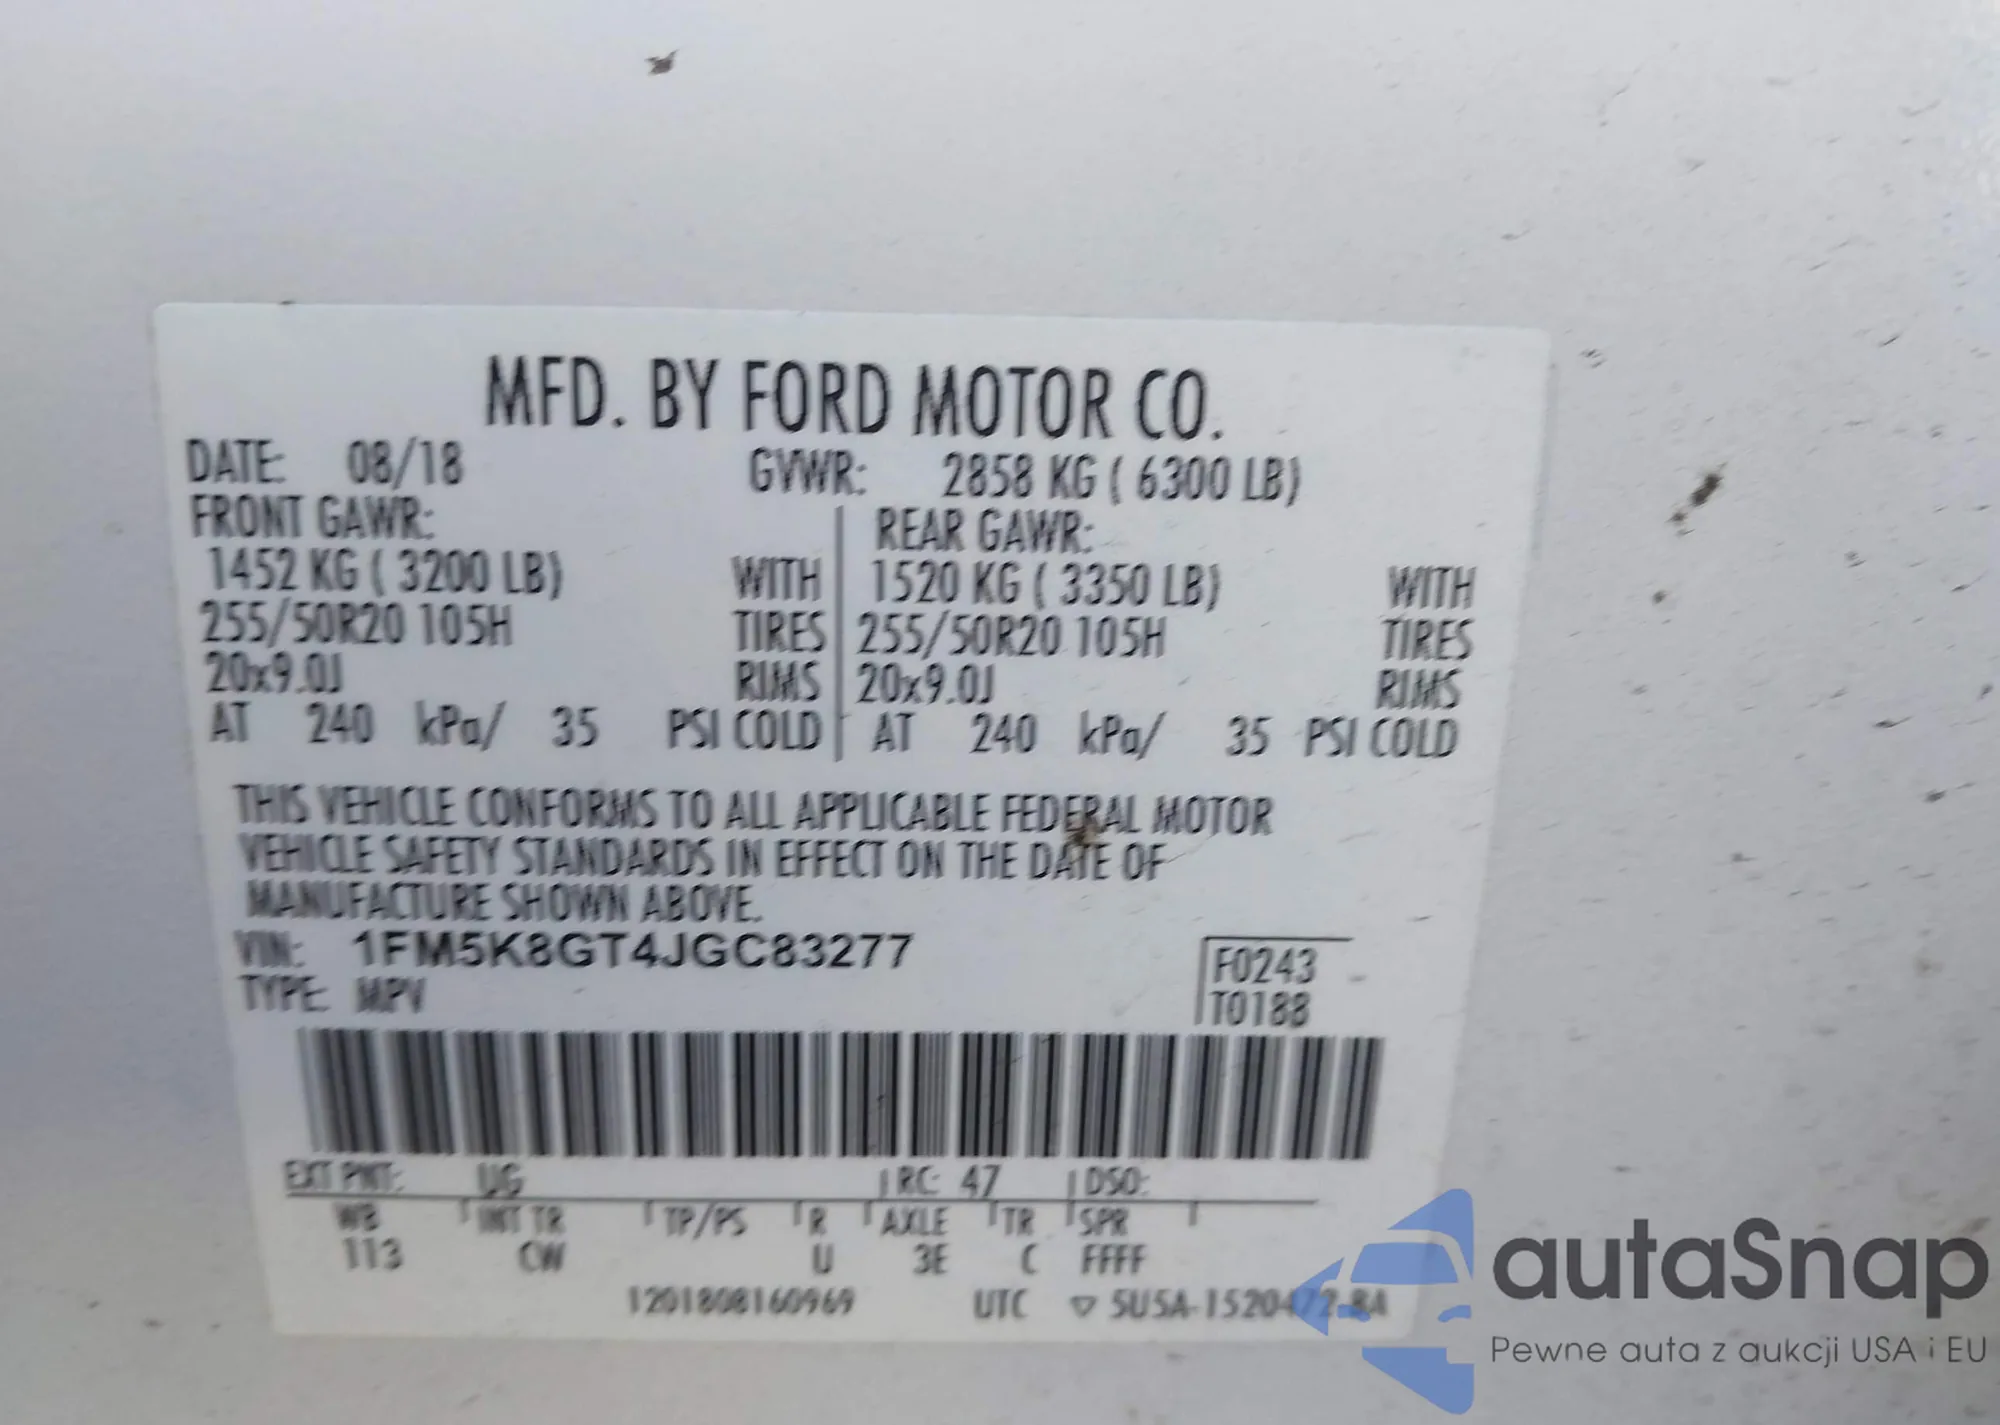 MFD. BY FORD MOTOR CO.
DATE: 08/18 GVWR: 2858 KG ( 6300 LB)
FRONT GAWR: REAR GAWR:
1452 KG ( 3200 LB) WITH 1520 KG ( 3350 LB) WITH
255/50R20 105H TIRES 255/50R20 105H TIRES
20x9.0J RIMS 20x9.0J RIMS
AT 240 kPa/ 35 PSI COLD AT 240 kPa/ 35 PSI COLD
THIS VEHICLE CONFORMS TO ALL APPLICABLE FEDERAL MOTOR
VEHICLE SAFETY STANDARDS IN EFFECT ON THE DATE OF
MANUFACTURE SHOWN ABOVE.
VIN: 1FM5K8GT4JGC83277 F0243
TYPE: MPV T0188
EXT PNT: UG RC: 47 DSO:
WB INT TR TP/PS R AXLE TR SPR
113 CW U 3E C FFFF
1201808160969 UTC ▽ 5U5A-1520472-BA
autaSnap
Pewne auta z aukcji USA i EU